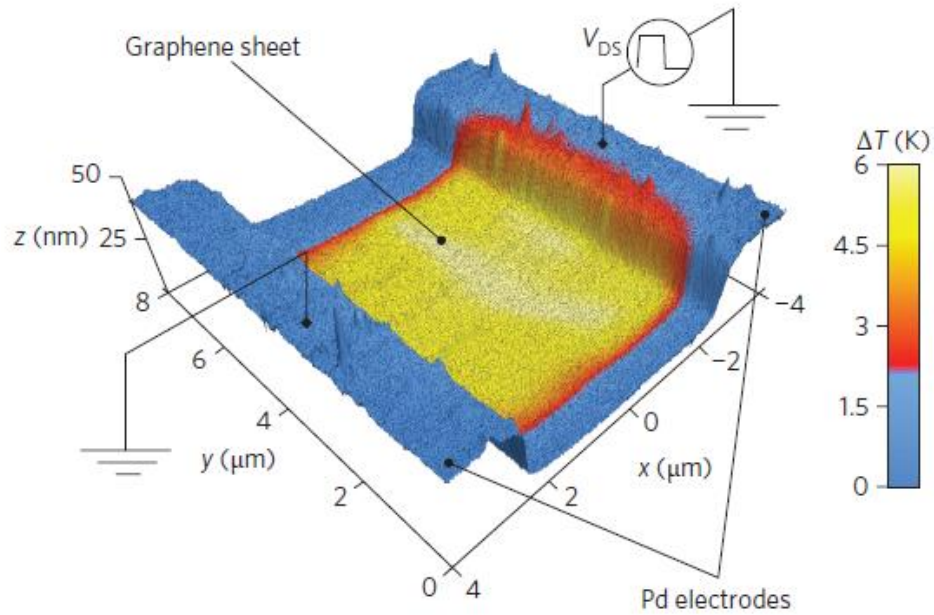 Graphene sheet
V_DS
ΔT (K)
6
4.5
3
1.5
0
50
z (nm) 25
8
6
4
2
0
y (μm)
4
2
0
−2
−4
x (μm)
Pd electrodes